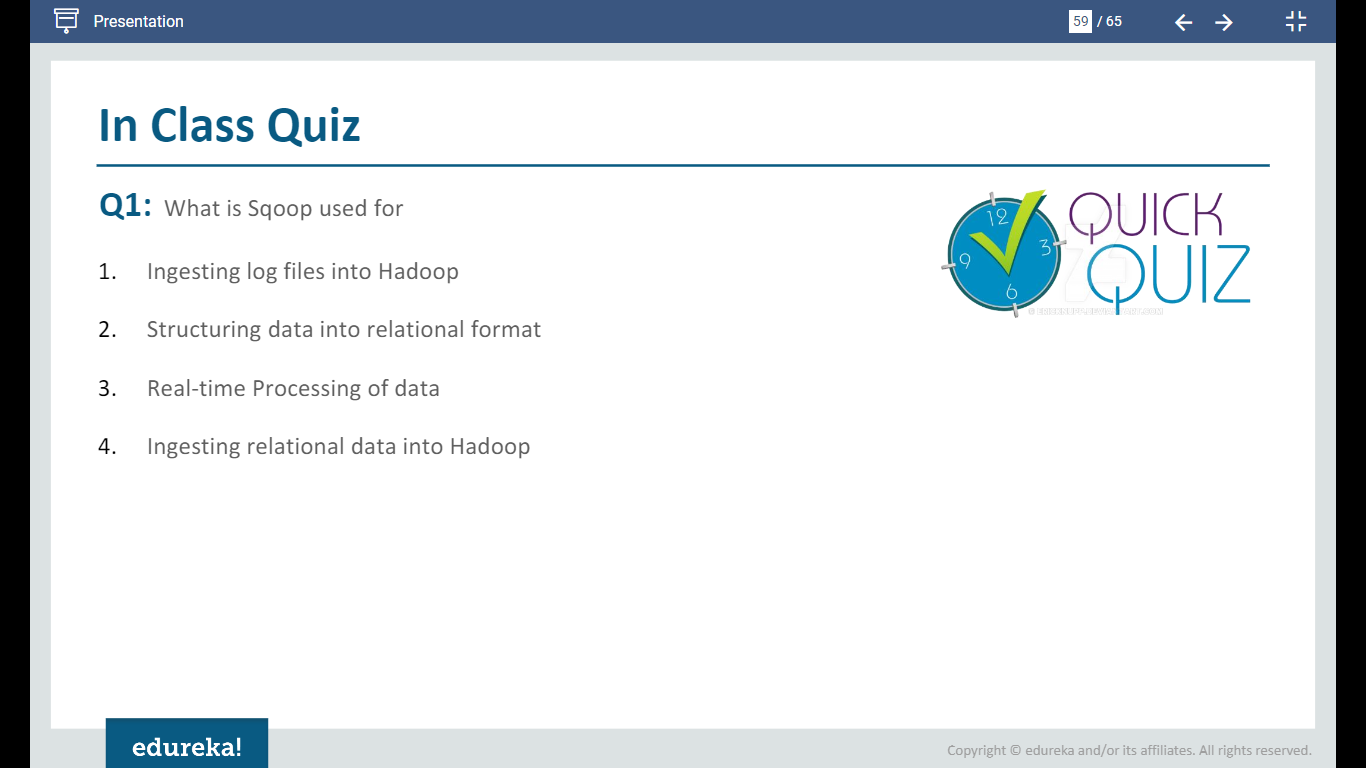 Presentation
59 / 65
In Class Quiz
Q1: What is Sqoop used for
1. Ingesting log files into Hadoop
2. Structuring data into relational format
3. Real-time Processing of data
4. Ingesting relational data into Hadoop
12
3
6
9
QUICK
QUIZ
edureka!
Copyright © edureka and/or its affiliates. All rights reserved.